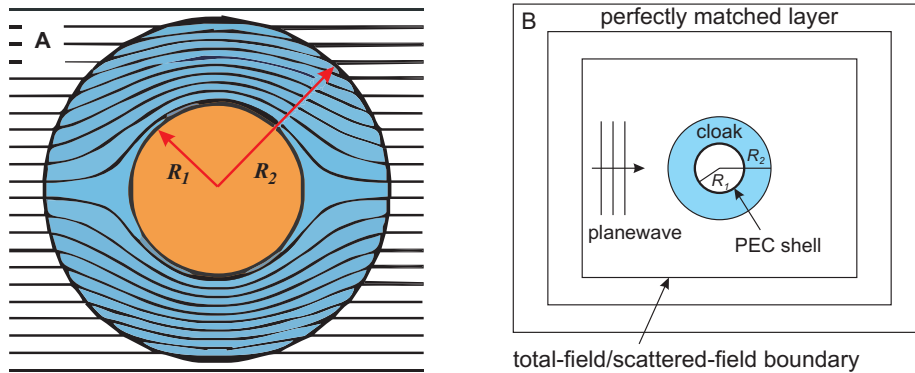 A
R1
R2
B
perfectly matched layer
cloak
R2
R1
planewave
PEC shell
total-field/scattered-field boundary